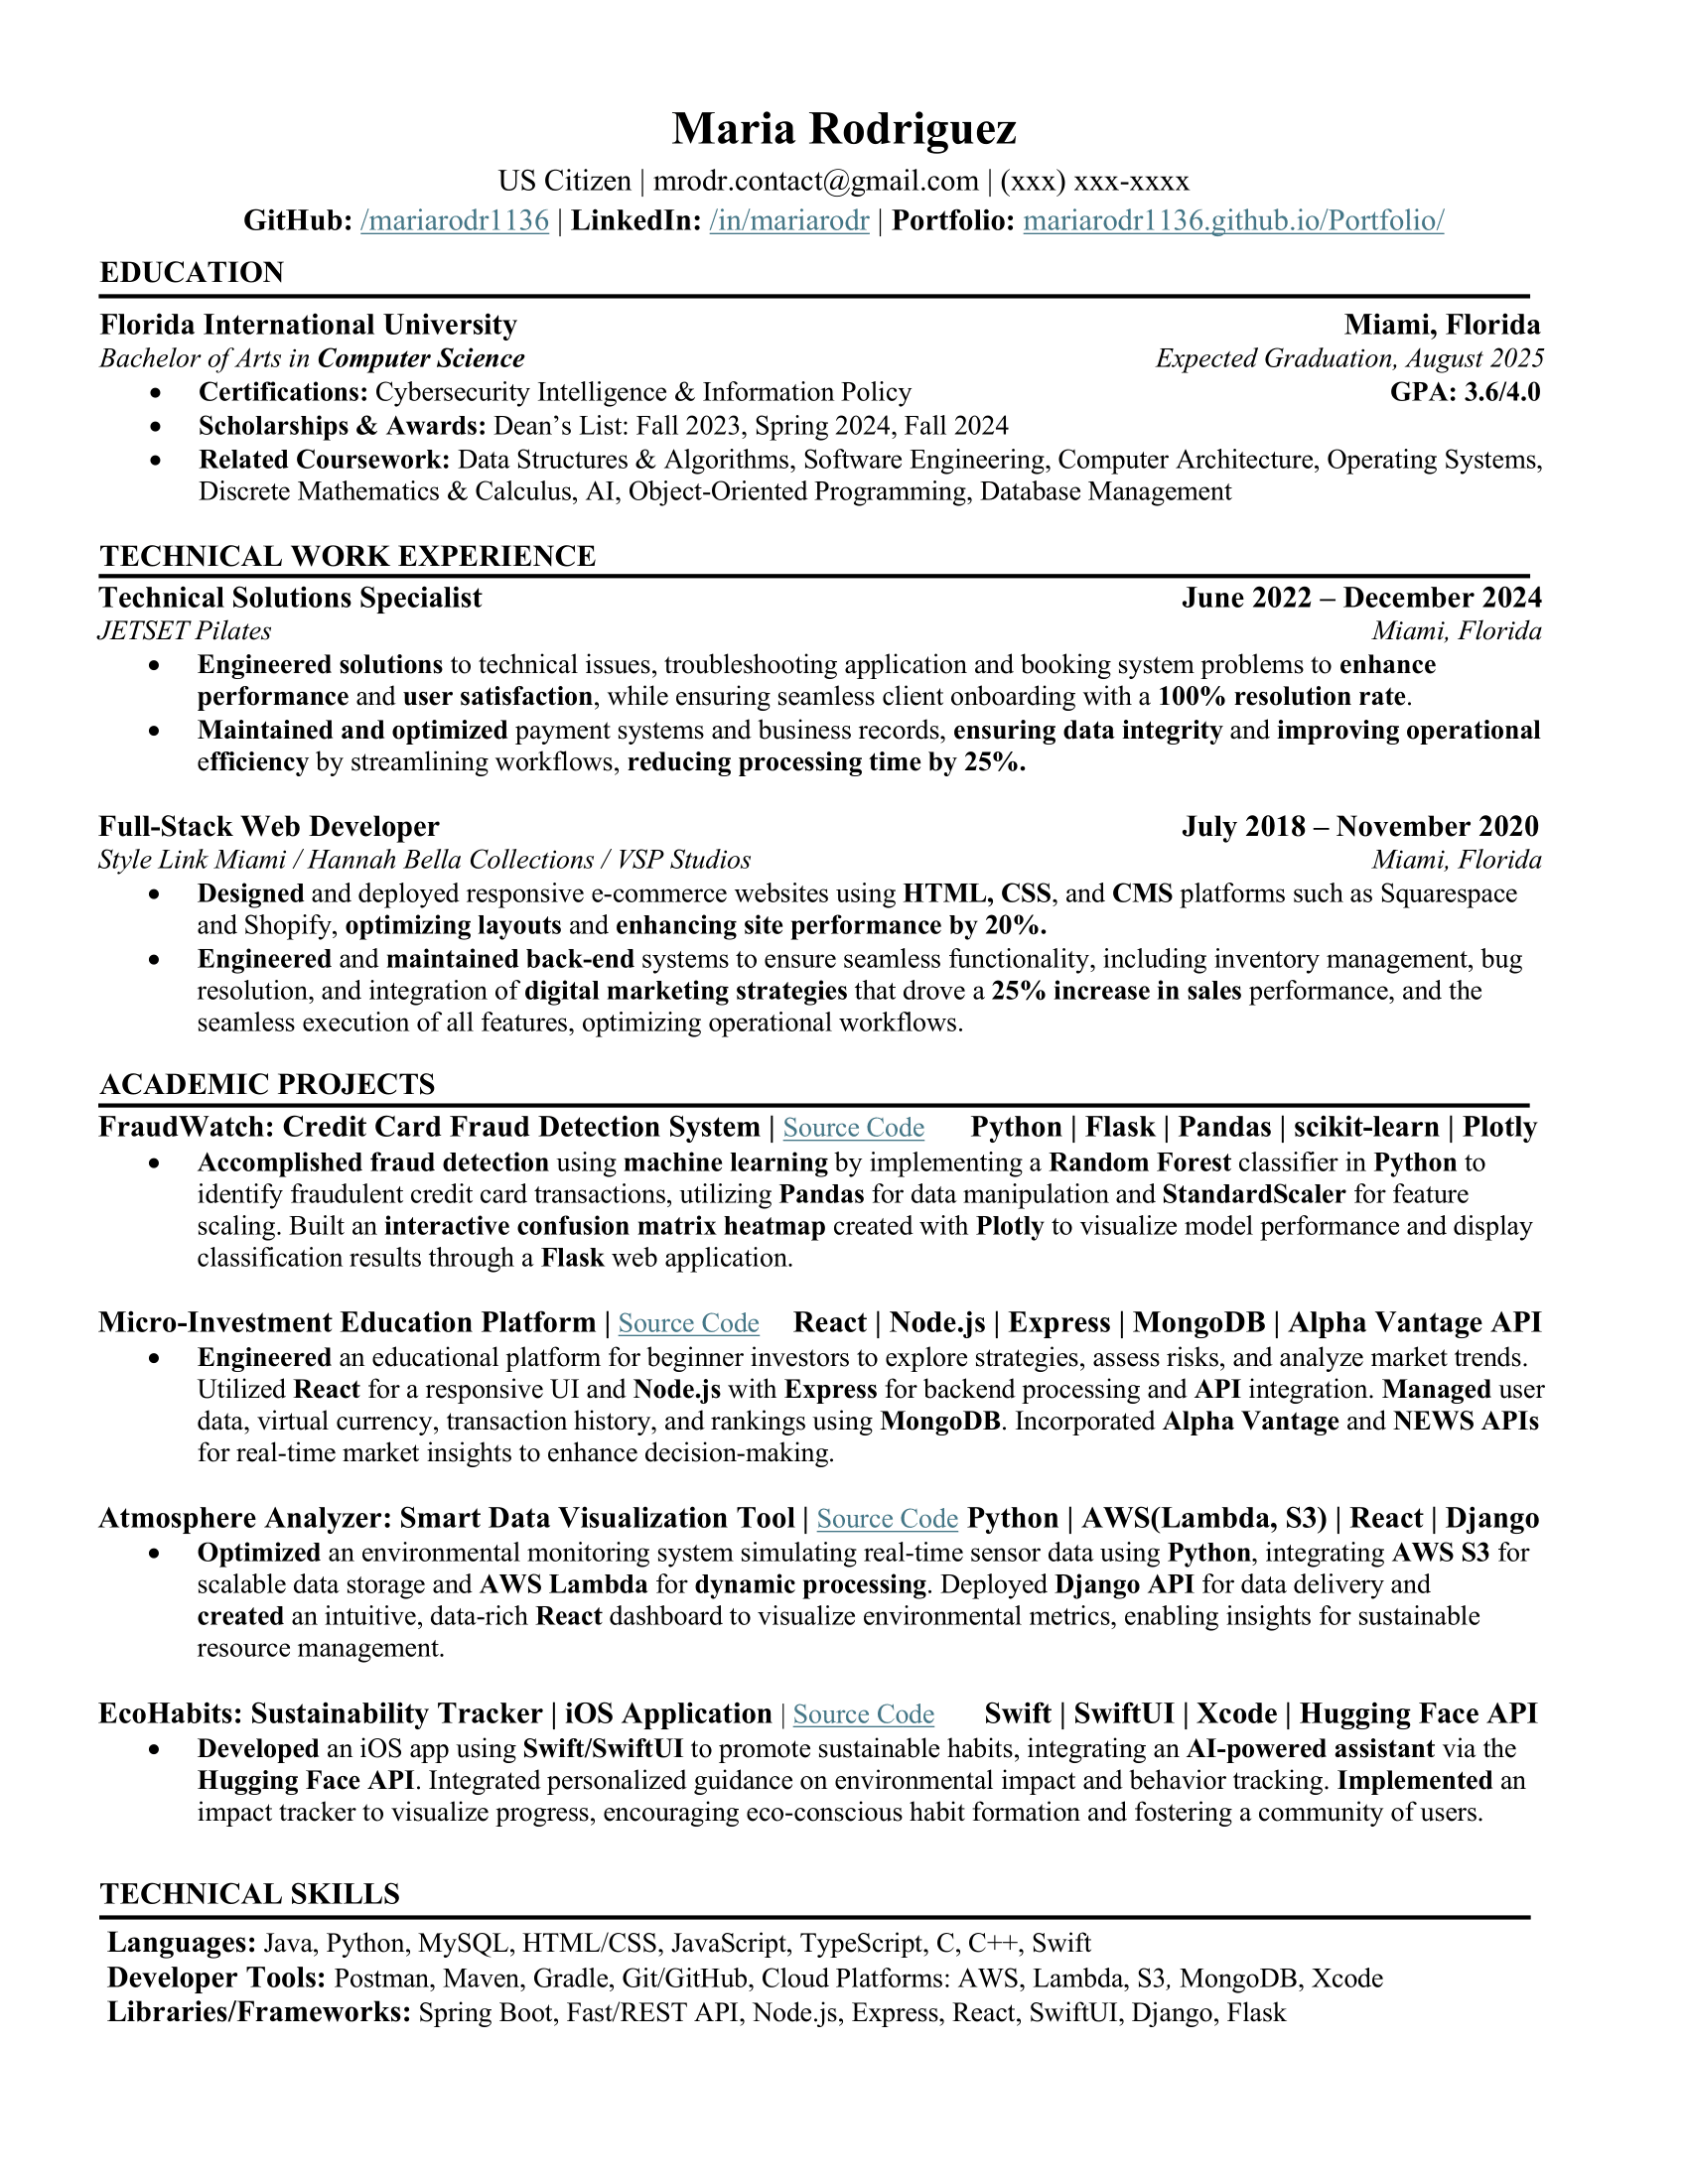 Maria Rodriguez
US Citizen | mrodr.contact@gmail.com | (xxx) xxx-xxxx
GitHub: /mariarodr1136 | LinkedIn: /in/mariarodr | Portfolio: mariarodr1136.github.io/Portfolio/
EDUCATION
Florida International University Miami, Florida
Bachelor of Arts in Computer Science Expected Graduation, August 2025
• Certifications: Cybersecurity Intelligence & Information Policy GPA: 3.6/4.0
• Scholarships & Awards: Dean’s List: Fall 2023, Spring 2024, Fall 2024
• Related Coursework: Data Structures & Algorithms, Software Engineering, Computer Architecture, Operating Systems,
Discrete Mathematics & Calculus, AI, Object-Oriented Programming, Database Management
TECHNICAL WORK EXPERIENCE
Technical Solutions Specialist June 2022 – December 2024
JETSET Pilates Miami, Florida
• Engineered solutions to technical issues, troubleshooting application and booking system problems to enhance
performance and user satisfaction, while ensuring seamless client onboarding with a 100% resolution rate.
• Maintained and optimized payment systems and business records, ensuring data integrity and improving operational
efficiency by streamlining workflows, reducing processing time by 25%.
Full-Stack Web Developer July 2018 – November 2020
Style Link Miami / Hannah Bella Collections / VSP Studios Miami, Florida
• Designed and deployed responsive e-commerce websites using HTML, CSS, and CMS platforms such as Squarespace
and Shopify, optimizing layouts and enhancing site performance by 20%.
• Engineered and maintained back-end systems to ensure seamless functionality, including inventory management, bug
resolution, and integration of digital marketing strategies that drove a 25% increase in sales performance, and the
seamless execution of all features, optimizing operational workflows.
ACADEMIC PROJECTS
FraudWatch: Credit Card Fraud Detection System | Source Code Python | Flask | Pandas | scikit-learn | Plotly
• Accomplished fraud detection using machine learning by implementing a Random Forest classifier in Python to
identify fraudulent credit card transactions, utilizing Pandas for data manipulation and StandardScaler for feature
scaling. Built an interactive confusion matrix heatmap created with Plotly to visualize model performance and display
classification results through a Flask web application.
Micro-Investment Education Platform | Source Code React | Node.js | Express | MongoDB | Alpha Vantage API
• Engineered an educational platform for beginner investors to explore strategies, assess risks, and analyze market trends.
Utilized React for a responsive UI and Node.js with Express for backend processing and API integration. Managed user
data, virtual currency, transaction history, and rankings using MongoDB. Incorporated Alpha Vantage and NEWS APIs
for real-time market insights to enhance decision-making.
Atmosphere Analyzer: Smart Data Visualization Tool | Source Code Python | AWS(Lambda, S3) | React | Django
• Optimized an environmental monitoring system simulating real-time sensor data using Python, integrating AWS S3 for
scalable data storage and AWS Lambda for dynamic processing. Deployed Django API for data delivery and
created an intuitive, data-rich React dashboard to visualize environmental metrics, enabling insights for sustainable
resource management.
EcoHabits: Sustainability Tracker | iOS Application | Source Code Swift | SwiftUI | Xcode | Hugging Face API
• Developed an iOS app using Swift/SwiftUI to promote sustainable habits, integrating an AI-powered assistant via the
Hugging Face API. Integrated personalized guidance on environmental impact and behavior tracking. Implemented an
impact tracker to visualize progress, encouraging eco-conscious habit formation and fostering a community of users.
TECHNICAL SKILLS
Languages: Java, Python, MySQL, HTML/CSS, JavaScript, TypeScript, C, C++, Swift
Developer Tools: Postman, Maven, Gradle, Git/GitHub, Cloud Platforms: AWS, Lambda, S3, MongoDB, Xcode
Libraries/Frameworks: Spring Boot, Fast/REST API, Node.js, Express, React, SwiftUI, Django, Flask